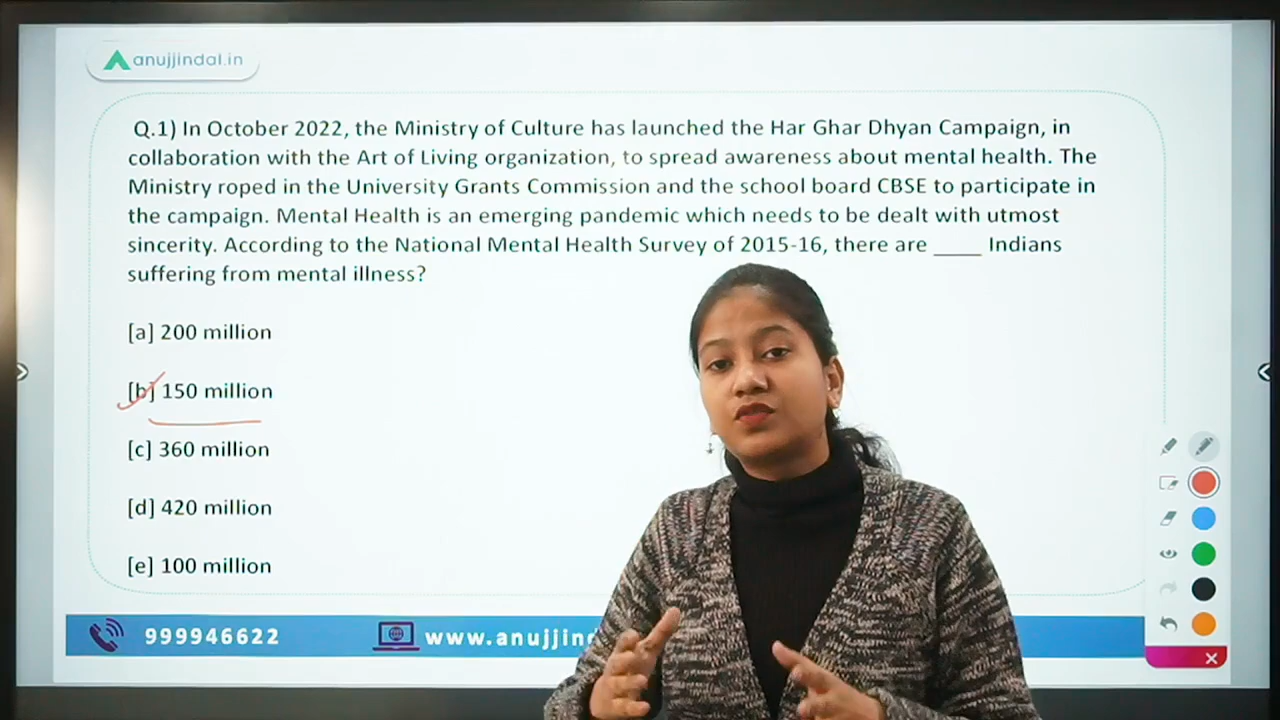 anujjindal.in
Q.1) In October 2022, the Ministry of Culture has launched the Har Ghar Dhyan Campaign, in
collaboration with the Art of Living organization, to spread awareness about mental health. The
Ministry roped in the University Grants Commission and the school board CBSE to participate in
the campaign. Mental Health is an emerging pandemic which needs to be dealt with utmost
sincerity. According to the National Mental Health Survey of 2015-16, there are ____ Indians
suffering from mental illness?
[a] 200 million
[b] 150 million
[c] 360 million
[d] 420 million
[e] 100 million
999946622